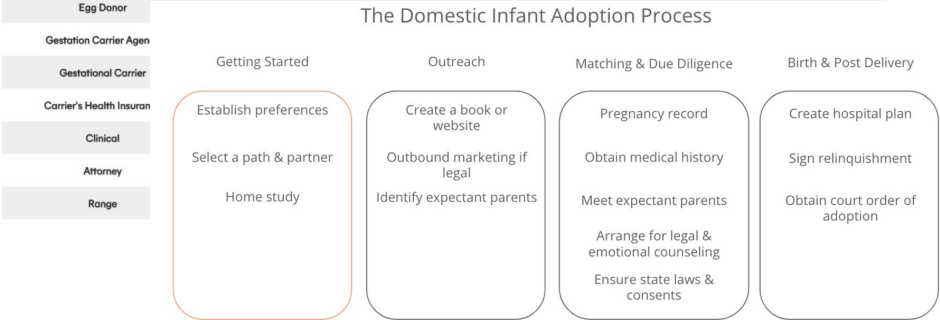 Egg Donor
Gestation Carrier Agen
Gestational Carrier
Carrier's Health Insuran
Clinical
Attorney
Range
The Domestic Infant Adoption Process
Getting Started
Establish preferences
Select a path & partner
Home study
Outreach
Create a book or
website
Outbound marketing if
legal
Identify expectant parents
Matching & Due Diligence
Pregnancy record
Obtain medical history
Meet expectant parents
Arrange for legal &
emotional counseling
Ensure state laws &
consents
Birth & Post Delivery
Create hospital plan
Sign relinquishment
Obtain court order of
adoption